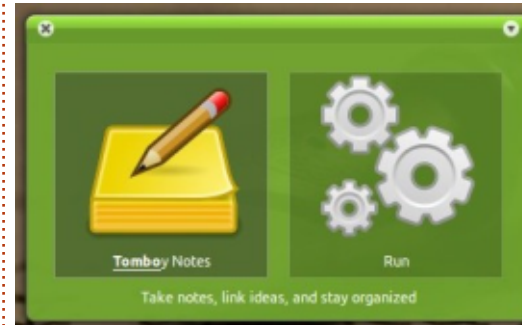 Tomboy Notes
Run
Take notes, link ideas, and stay organized